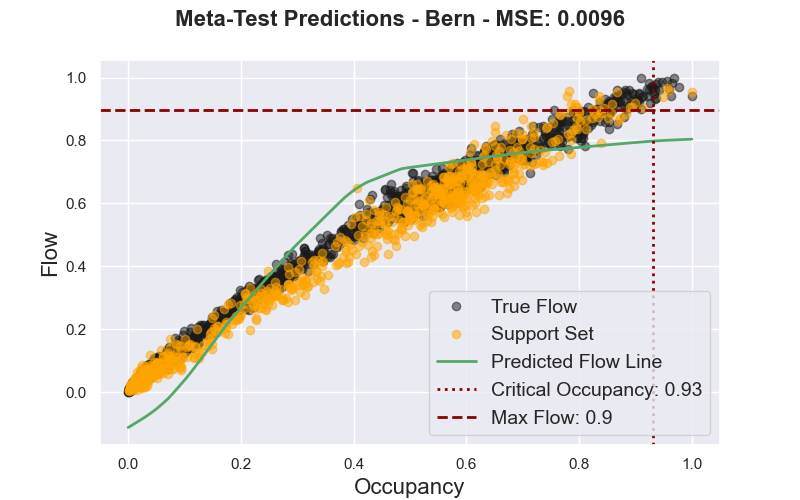 Meta-Test Predictions - Bern - MSE: 0.0096
1.0
0.8
0.6
0.4
0.2
0.0
Flow
True Flow
Support Set
Predicted Flow Line
Critical Occupancy: 0.93
Max Flow: 0.9
0.0 0.2 0.4 0.6 0.8 1.0
Occupancy